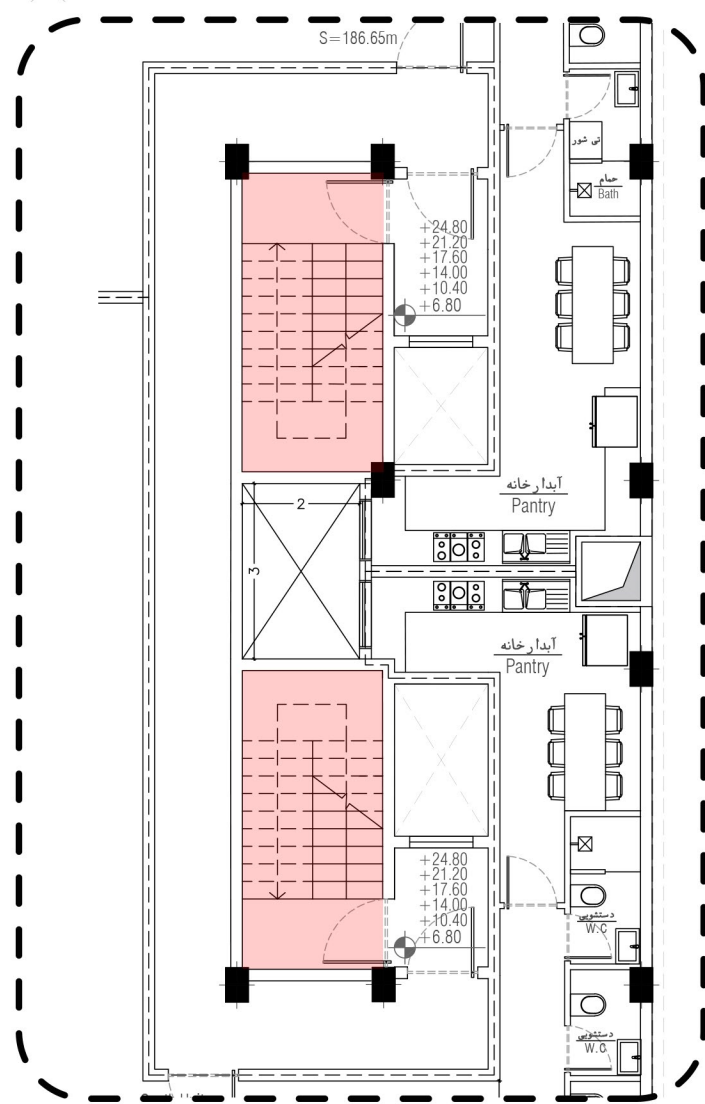 S=186.65m
تی شور
حمام
Bath
+24.80
+21.20
+17.60
+14.00
+10.40
+6.80
آبدارخانه
Pantry
2
3
آبدارخانه
Pantry
+24.80
+21.20
+17.60
+14.00
+10.40
+6.80
دستشویی
W.C
دستشویی
W.C